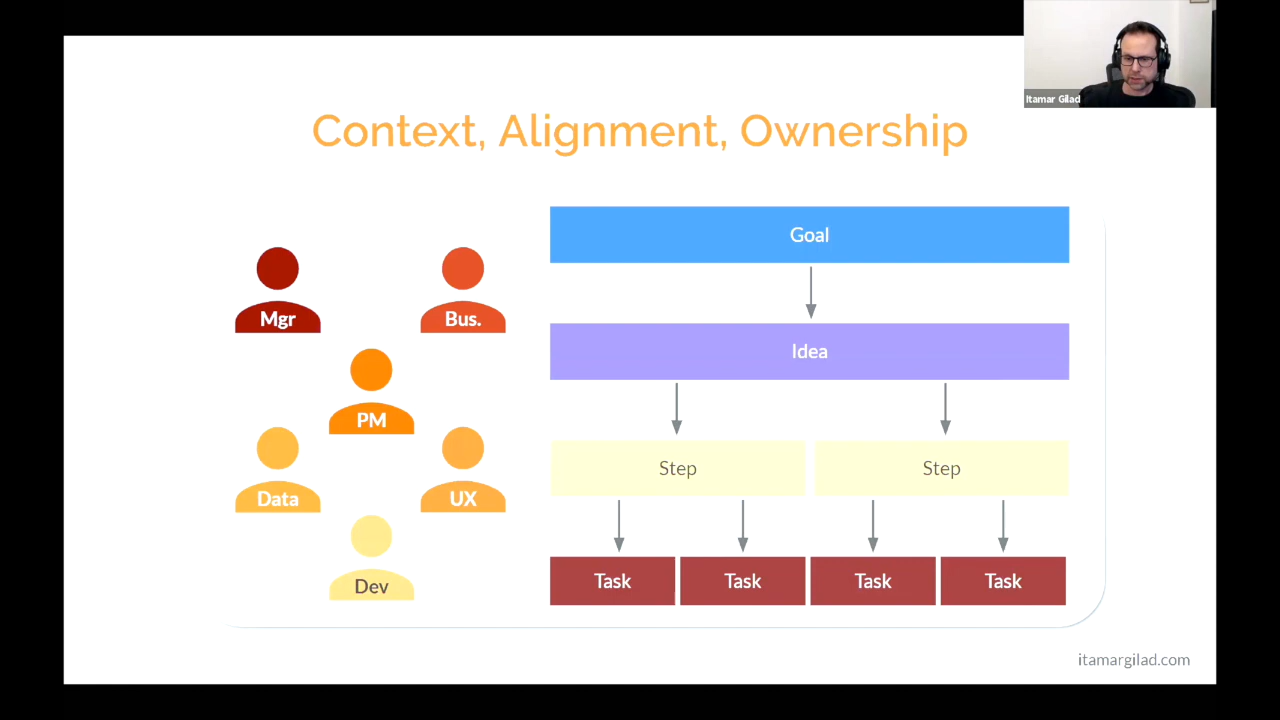 Itamar Gilad
Context, Alignment, Ownership
Mgr
Bus.
PM
Data
UX
Dev
Goal
Idea
Step
Step
Task
Task
Task
Task
itamargilad.com